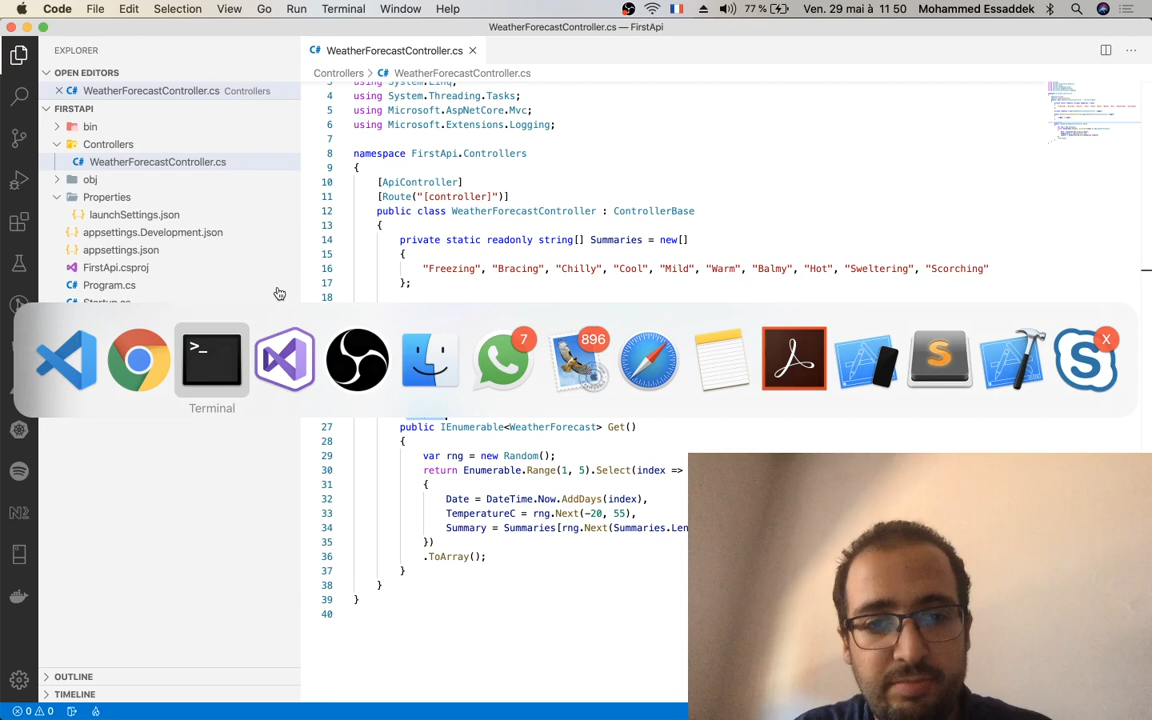 Code File Edit Selection View Go Run Terminal Window Help 77 % Ven. 29 mai à 11 50 Mohammed Essaddek
WeatherForecastController.cs — FirstApi
EXPLORER
OPEN EDITORS
WeatherForecastController.cs Controllers
FIRSTAPI
bin
Controllers
WeatherForecastController.cs
obj
Properties
launchSettings.json
appsettings.Development.json
appsettings.json
FirstApi.csproj
Program.cs
Startup.cs
OUTLINE
TIMELINE
0 0
WeatherForecastController.cs
Controllers > WeatherForecastController.cs
3 using System.Linq;
4 using System.Threading.Tasks;
5 using Microsoft.AspNetCore.Mvc;
6 using Microsoft.Extensions.Logging;
7
8 namespace FirstApi.Controllers
9 {
10 [ApiController]
11 [Route("[controller]")]
12 public class WeatherForecastController : ControllerBase
13 {
14 private static readonly string[] Summaries = new[]
15 {
16 "Freezing", "Bracing", "Chilly", "Cool", "Mild", "Warm", "Balmy", "Hot", "Sweltering", "Scorching"
17 };
18
7
896
X
Terminal
27 public IEnumerable<WeatherForecast> Get()
28 {
29 var rng = new Random();
30 return Enumerable.Range(1, 5).Select(index =>
31 {
32 Date = DateTime.Now.AddDays(index),
33 TemperatureC = rng.Next(-20, 55),
34 Summary = Summaries[rng.Next(Summaries.Len
35 })
36 .ToArray();
37 }
38 }
39 }
40